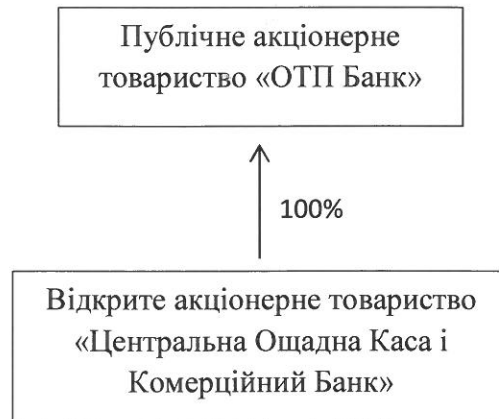 Публічне акціонерне
товариство «ОТП Банк»
100%
Відкрите акціонерне товариство
«Центральна Ощадна Каса і
Комерційний Банк»